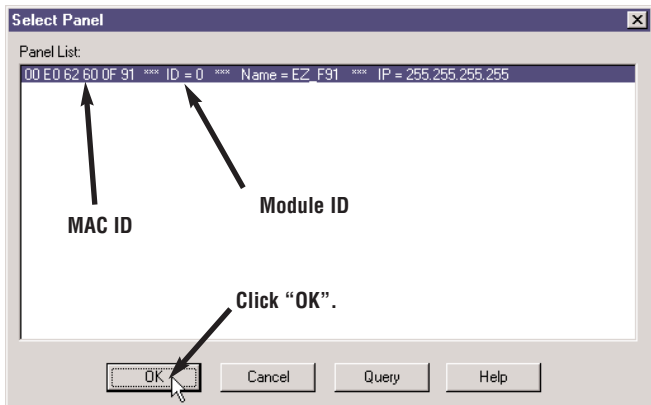 Select Panel
Panel List:
00 E0 62 60 0F 91 *** ID = 0 *** Name = EZ_F91 *** IP = 255.255.255.255
Module ID
MAC ID
Click “OK”.
OK Cancel Query Help